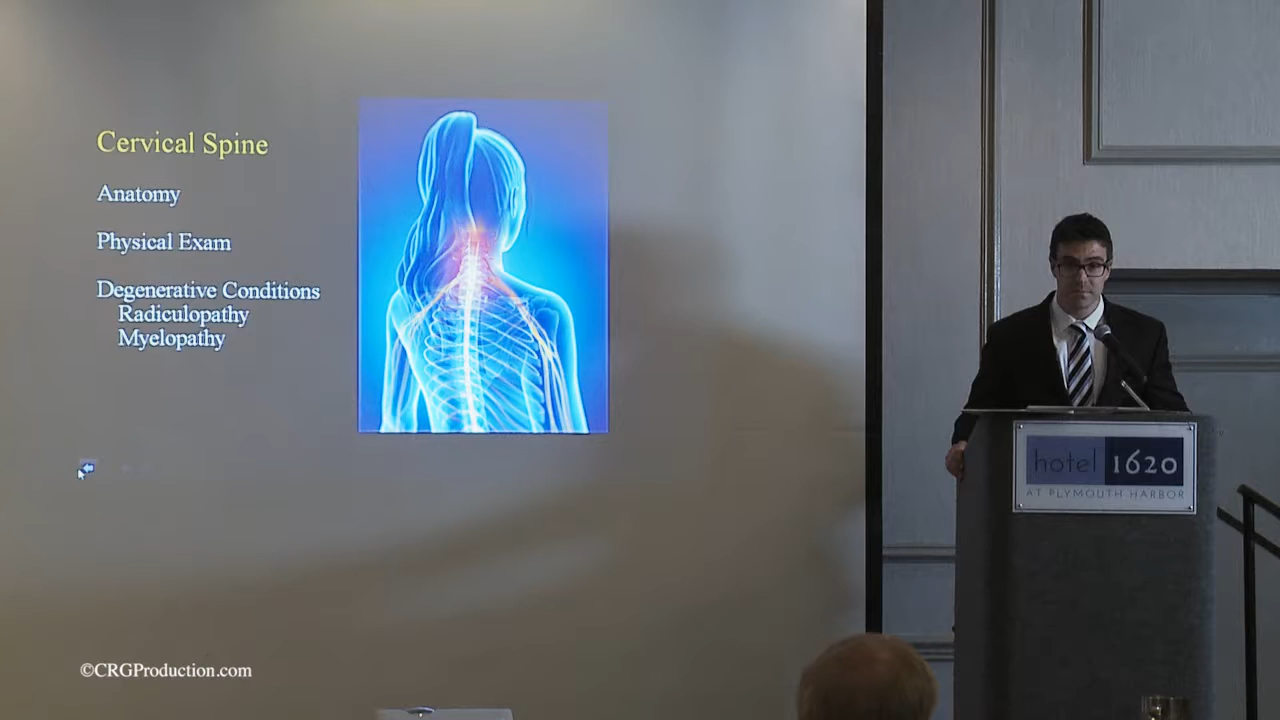 Cervical Spine
Anatomy
Physical Exam
Degenerative Conditions
Radiculopathy
Myelopathy
hotel 1620
AT PLYMOUTH HARBOR
©CRGProduction.com